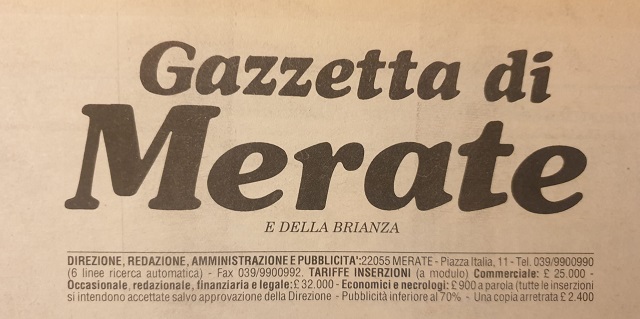 Gazzetta di
Merate
E DELLA BRIANZA
DIREZIONE, REDAZIONE, AMMINISTRAZIONE E PUBBLICITA':22055 MERATE - Piazza Italia, 11 - Tel. 039/9900990
(6 linee ricerca automatica) - Fax 039/9900992. TARIFFE INSERZIONI (a modulo) Commerciale: £ 25.000 -
Occasionale, redazionale, finanziaria e legale:£ 32.000 - Economici e necrologi: £ 900 a parola (tutte le inserzioni
si intendono accettate salvo approvazione della Direzione - Pubblicità inferiore al 70% - Una copia arretrata £ 2.400